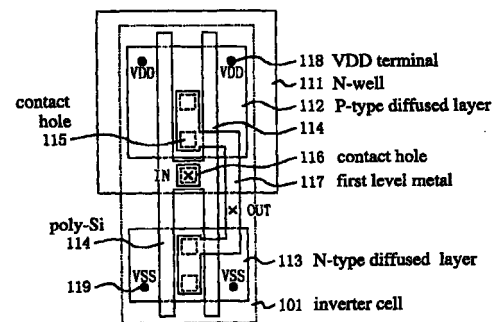 VDD
VDD
118 VDD terminal
111 N-well
112 P-type diffused layer
contact hole
115
114
116 contact hole
IN
117 first level metal
OUT
poly-Si
114
113 N-type diffused layer
VSS
VSS
119
101 inverter cell